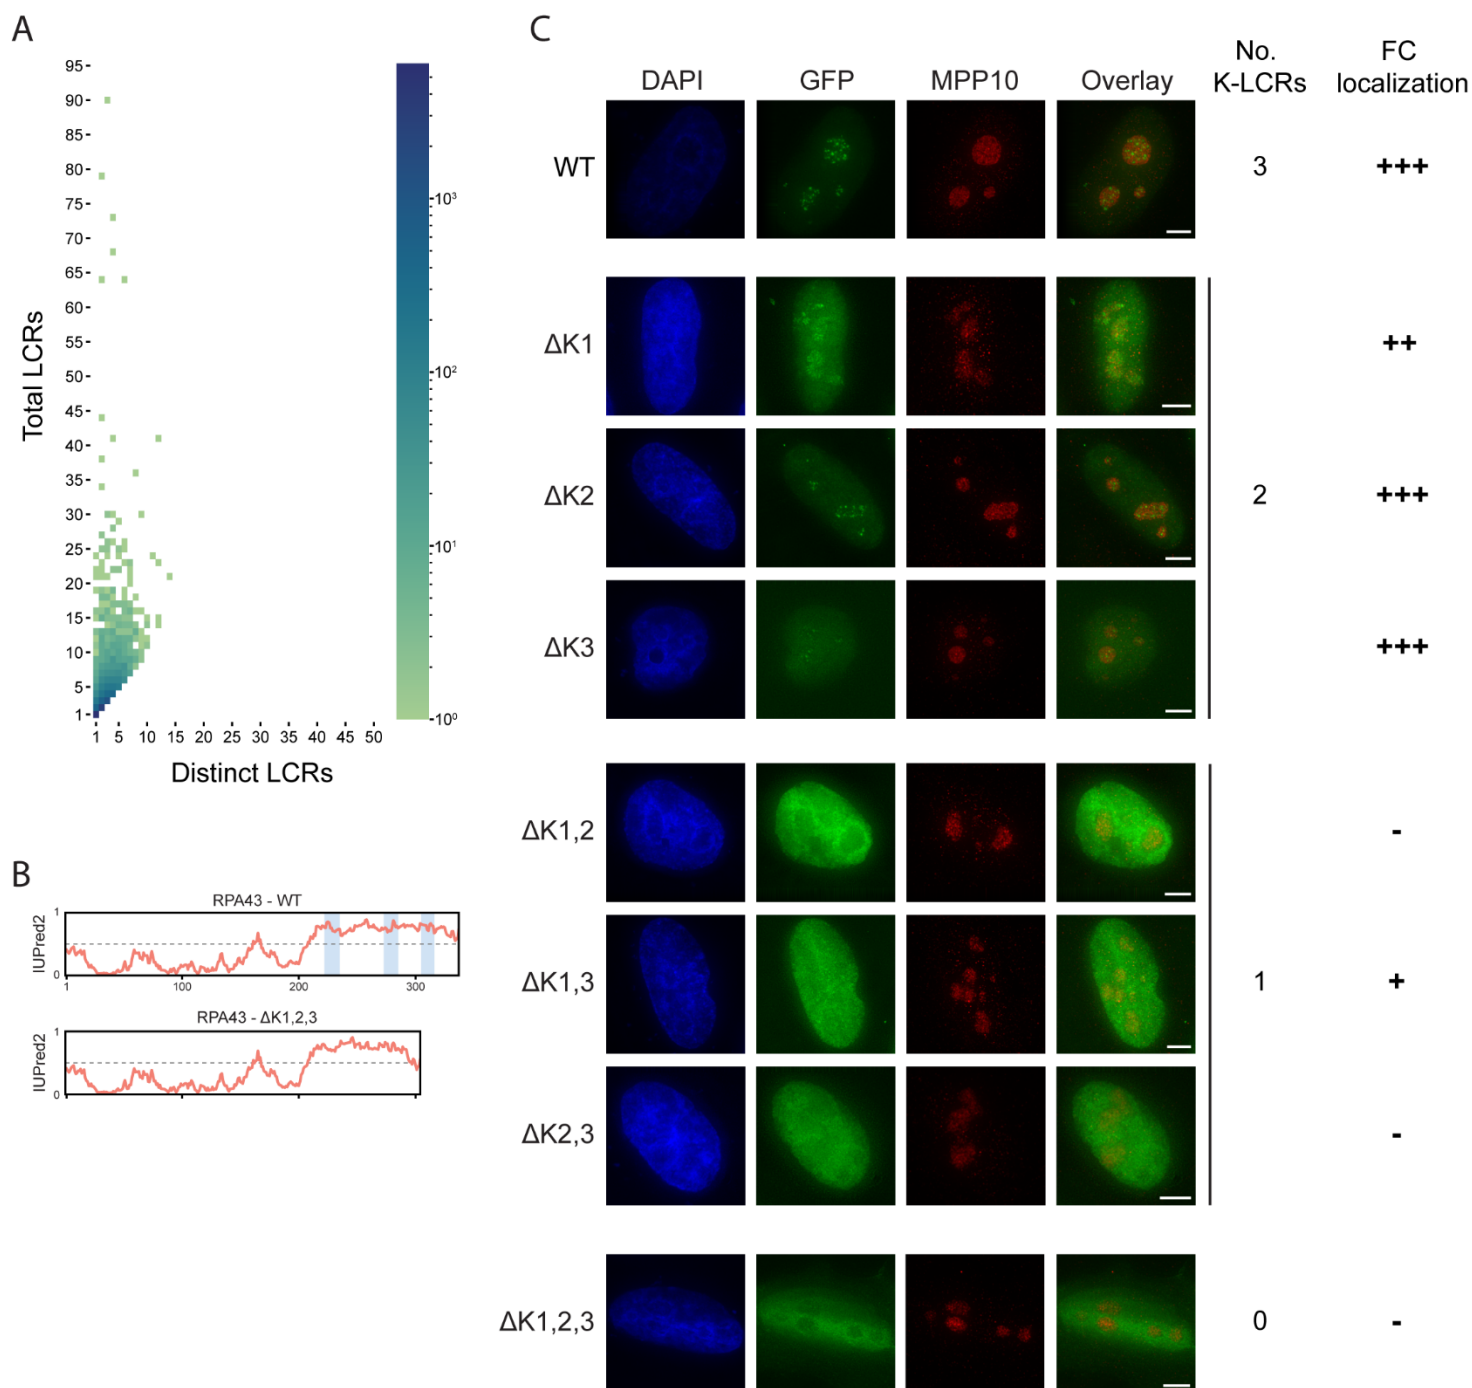 A
Total LCRs
95
90
85
80
75
70
65
60
55
50
45
40
35
30
25
20
15
10
5
1
1 5 10 15 20 25 30 35 40 45 50
Distinct LCRs
10³
10²
10¹
10⁰
B
RPA43 - WT
IUPred2
1
0
1 100 200 300
RPA43 - ΔK1,2,3
IUPred2
1
0
C
DAPI GFP MPP10 Overlay No. K-LCRs FC localization
WT 3 +++
ΔK1 ++
ΔK2 2 +++
ΔK3 +++
ΔK1,2 -
ΔK1,3 1 +
ΔK2,3 -
ΔK1,2,3 0 -